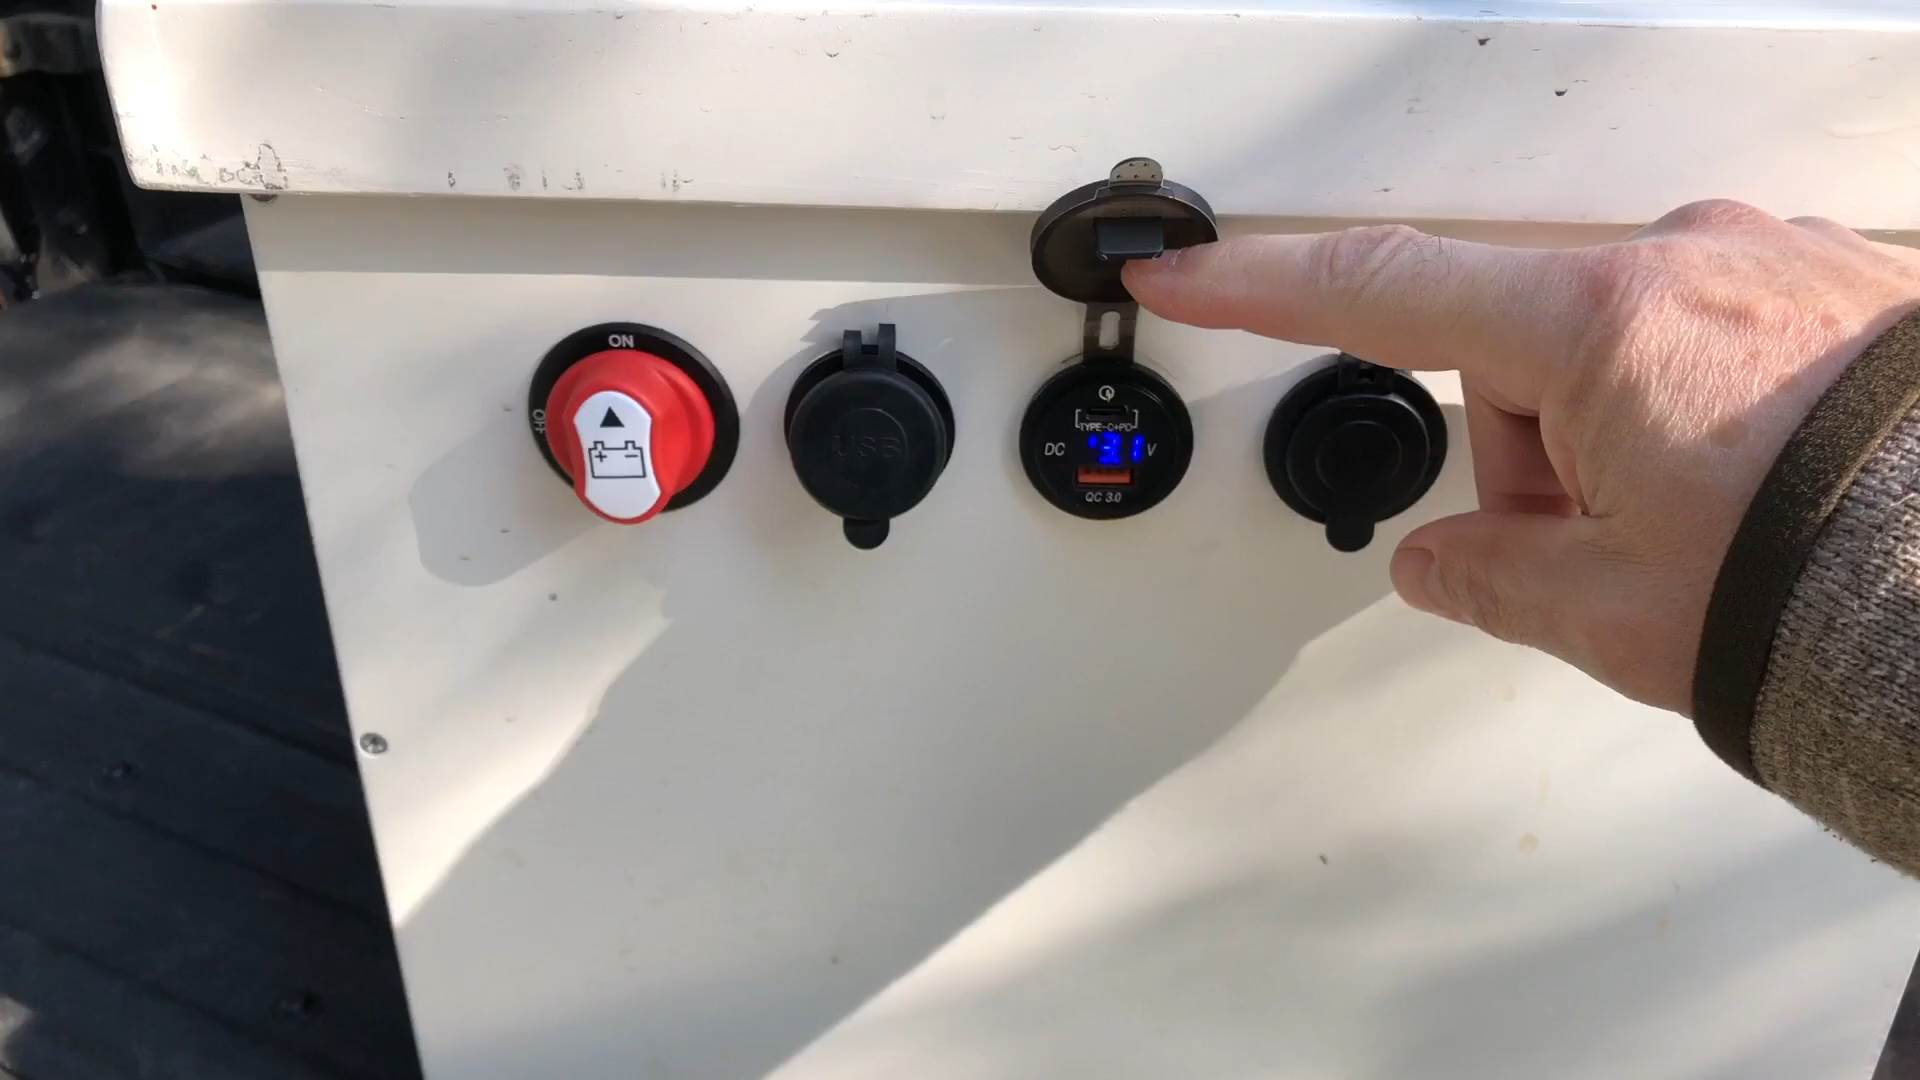 ON
OFF
+ −
USB
TYPE-C+PD
DC
V
QC 3.0